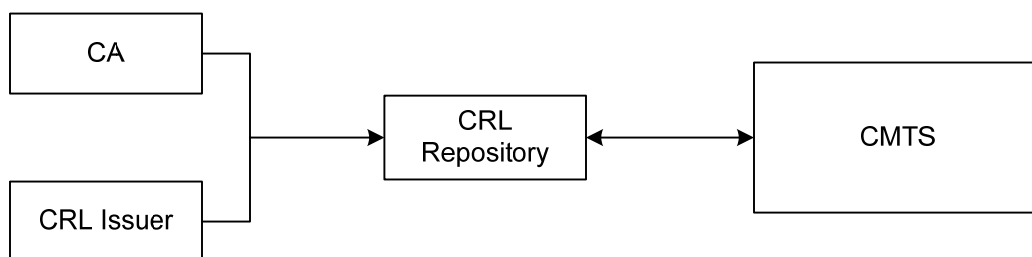 CA
CRL
Repository
CMTS
CRL Issuer